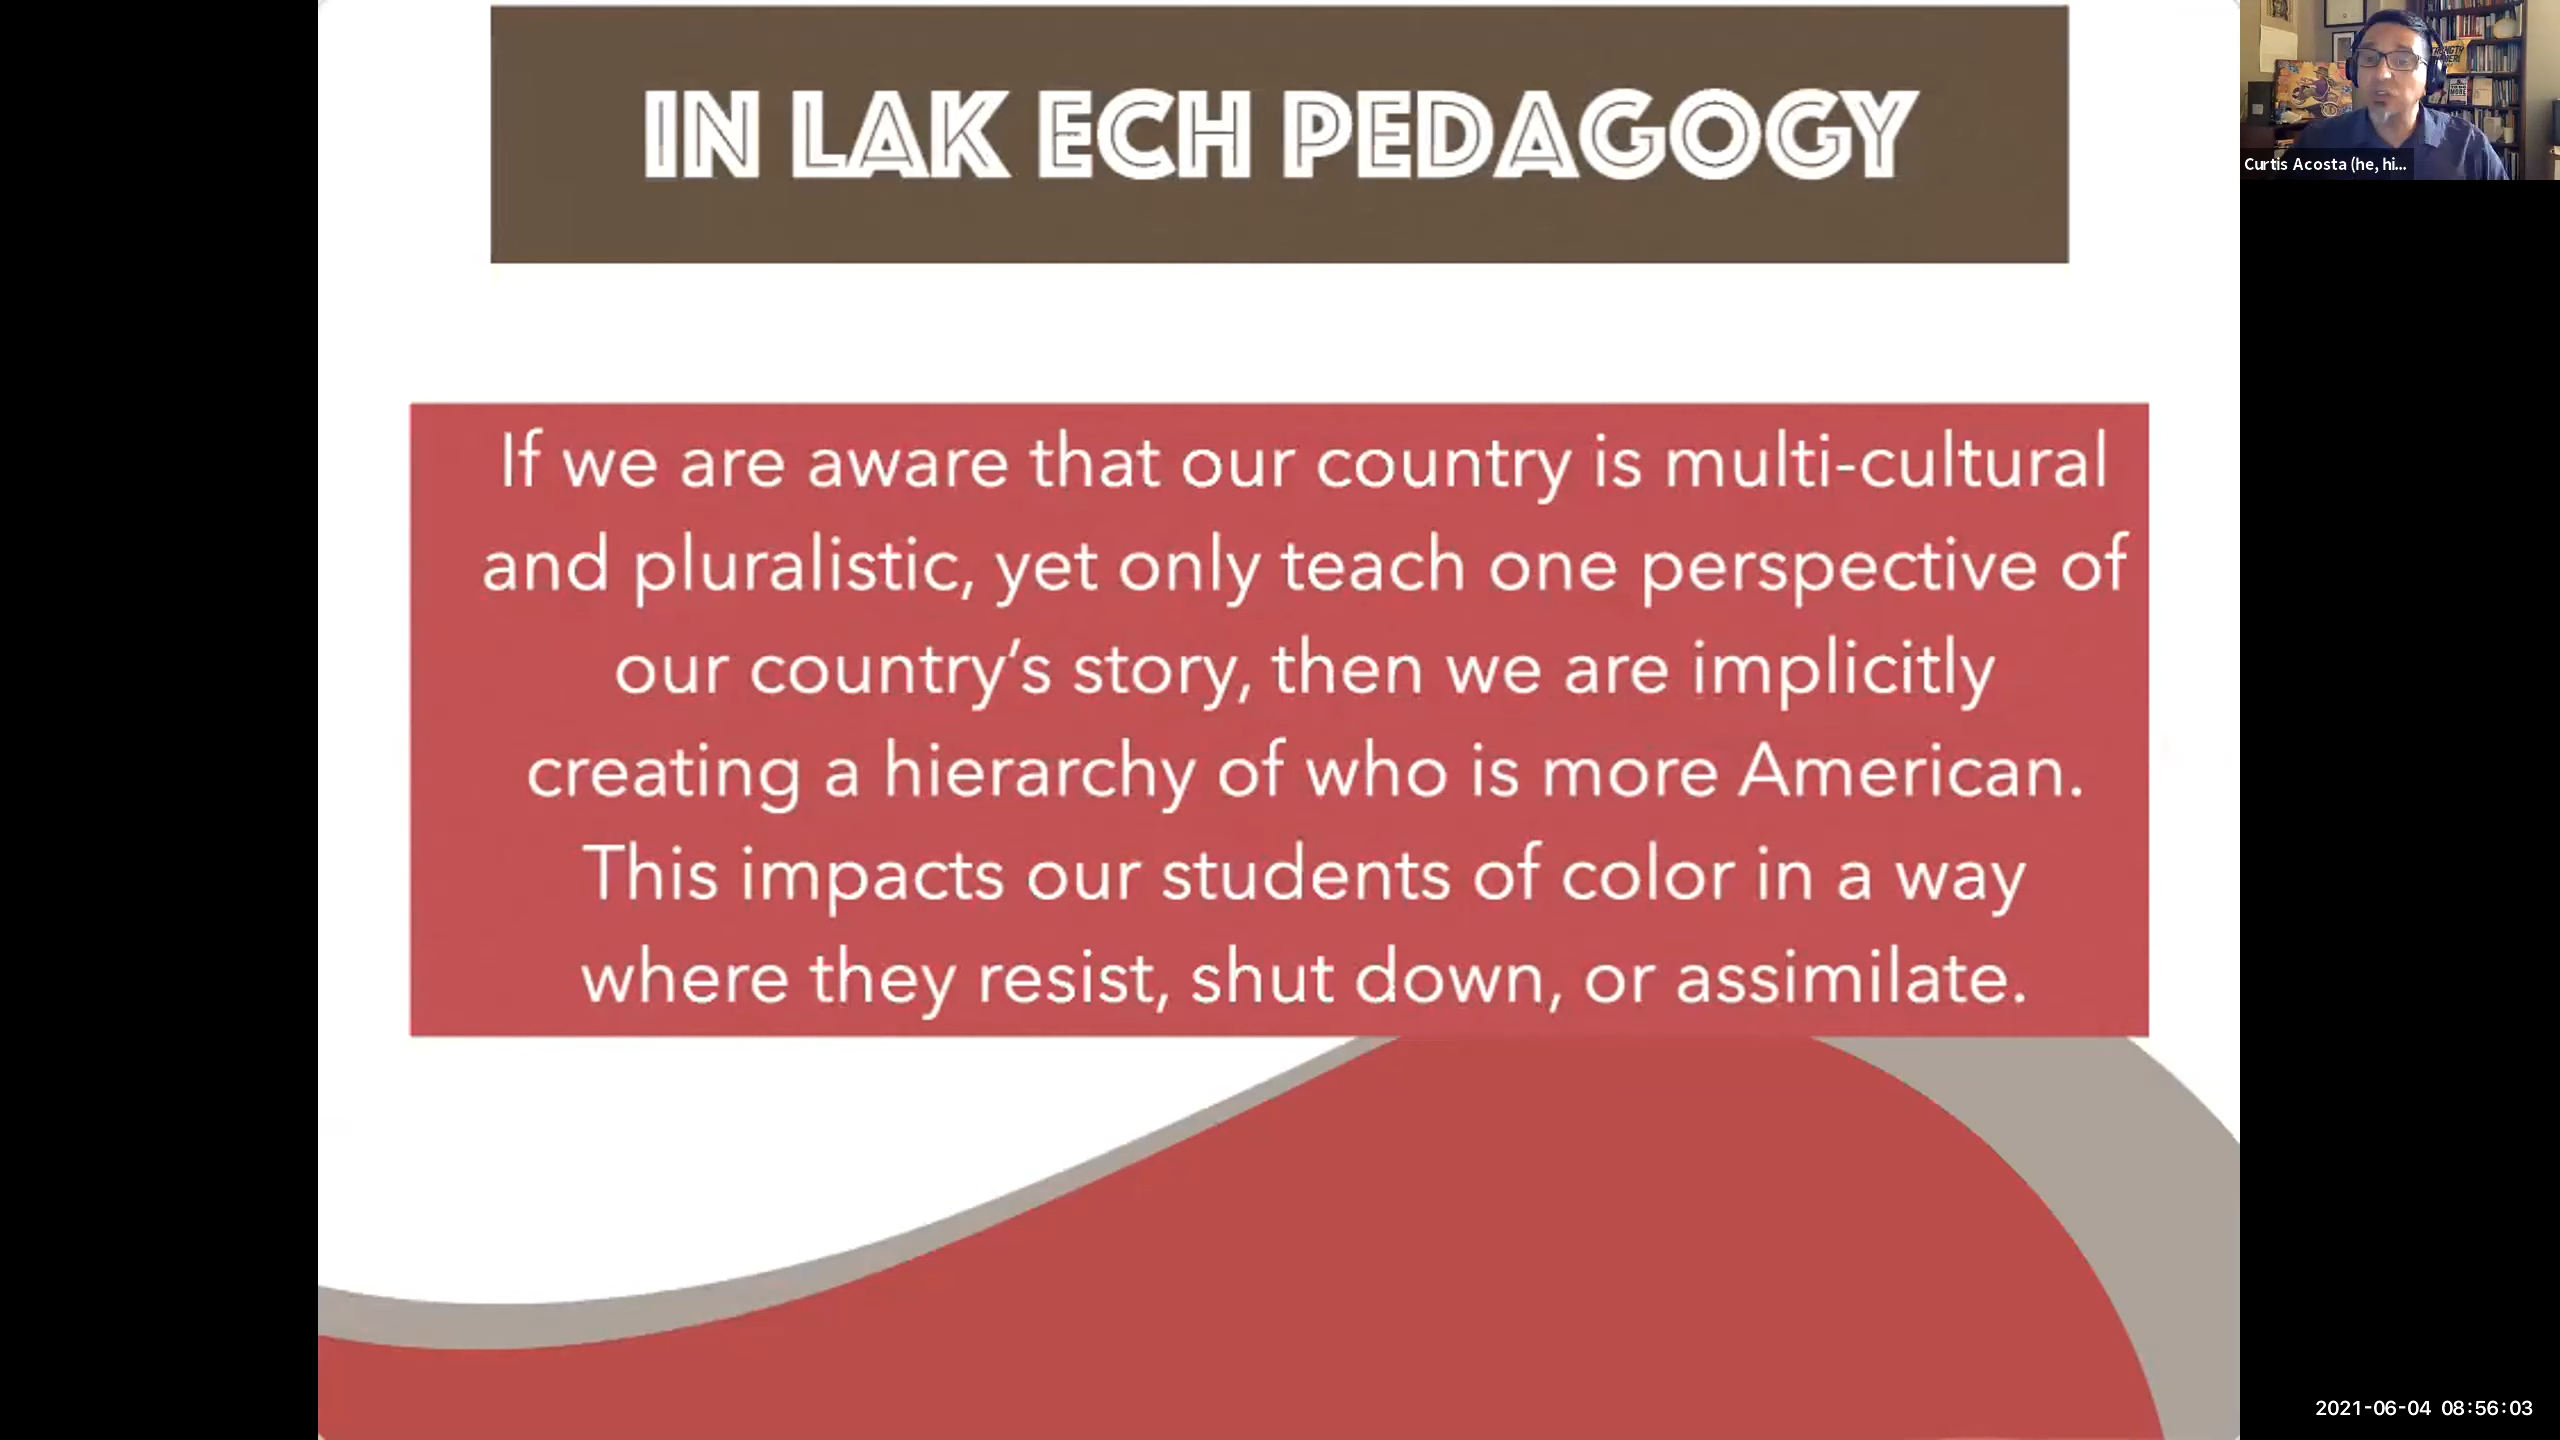 IN LAK ECH PEDAGOGY
If we are aware that our country is multi-cultural
and pluralistic, yet only teach one perspective of
our country’s story, then we are implicitly
creating a hierarchy of who is more American.
This impacts our students of color in a way
where they resist, shut down, or assimilate.
Curtis Acosta (he, hi...
2021-06-04 08:56:03